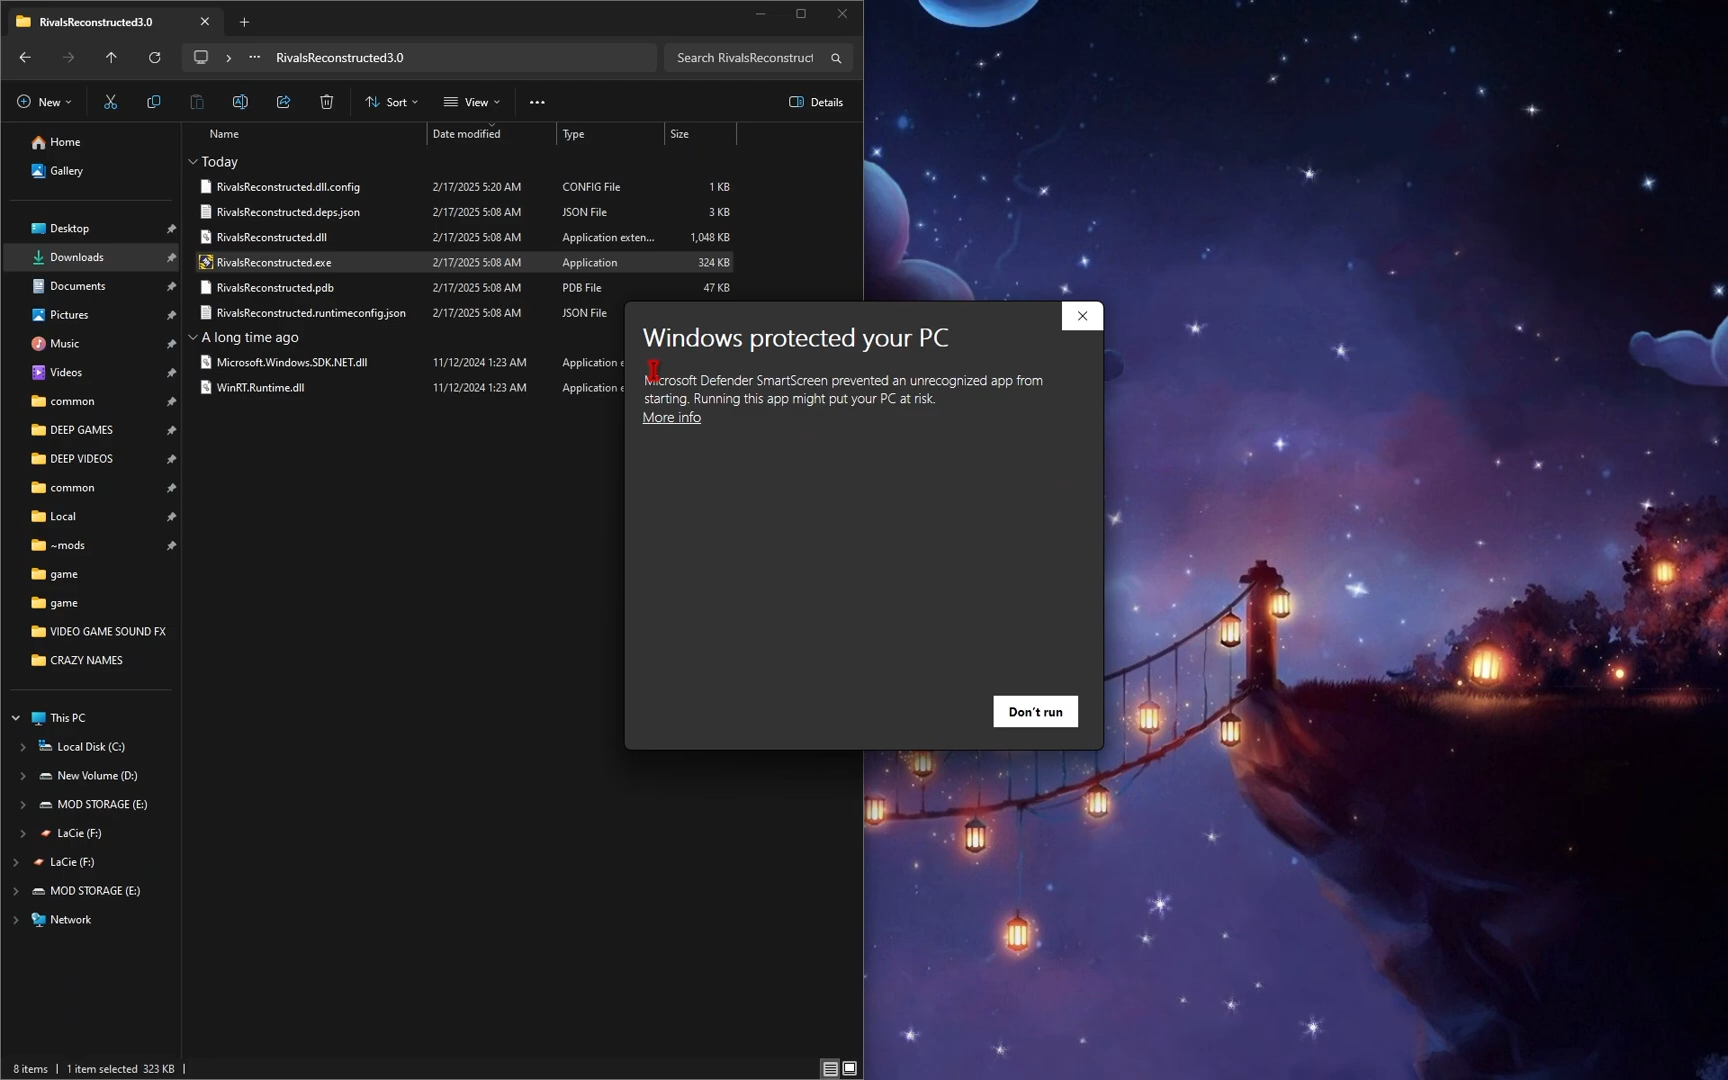 RivalsReconstructed3.0
RivalsReconstructed3.0
Search RivalsReconstruct
New
Sort
View
Details
Name
Date modified
Type
Size
Home
Gallery
Desktop
Downloads
Documents
Pictures
Music
Videos
common
DEEP GAMES
DEEP VIDEOS
common
Local
~mods
game
game
VIDEO GAME SOUND FX
CRAZY NAMES
This PC
Local Disk (C:)
New Volume (D:)
MOD STORAGE (E:)
LaCie (F:)
LaCie (F:)
MOD STORAGE (E:)
Network
Today
RivalsReconstructed.dll.config 2/17/2025 5:20 AM CONFIG File 1 KB
RivalsReconstructed.deps.json 2/17/2025 5:08 AM JSON File 3 KB
RivalsReconstructed.dll 2/17/2025 5:08 AM Application exten... 1,048 KB
RivalsReconstructed.exe 2/17/2025 5:08 AM Application 324 KB
RivalsReconstructed.pdb 2/17/2025 5:08 AM PDB File 47 KB
RivalsReconstructed.runtimeconfig.json 2/17/2025 5:08 AM JSON File
A long time ago
Microsoft.Windows.SDK.NET.dll 11/12/2024 1:23 AM Application e
WinRT.Runtime.dll 11/12/2024 1:23 AM Application e
Windows protected your PC
Microsoft Defender SmartScreen prevented an unrecognized app from
starting. Running this app might put your PC at risk.
More info
Don't run
8 items | 1 item selected 323 KB |